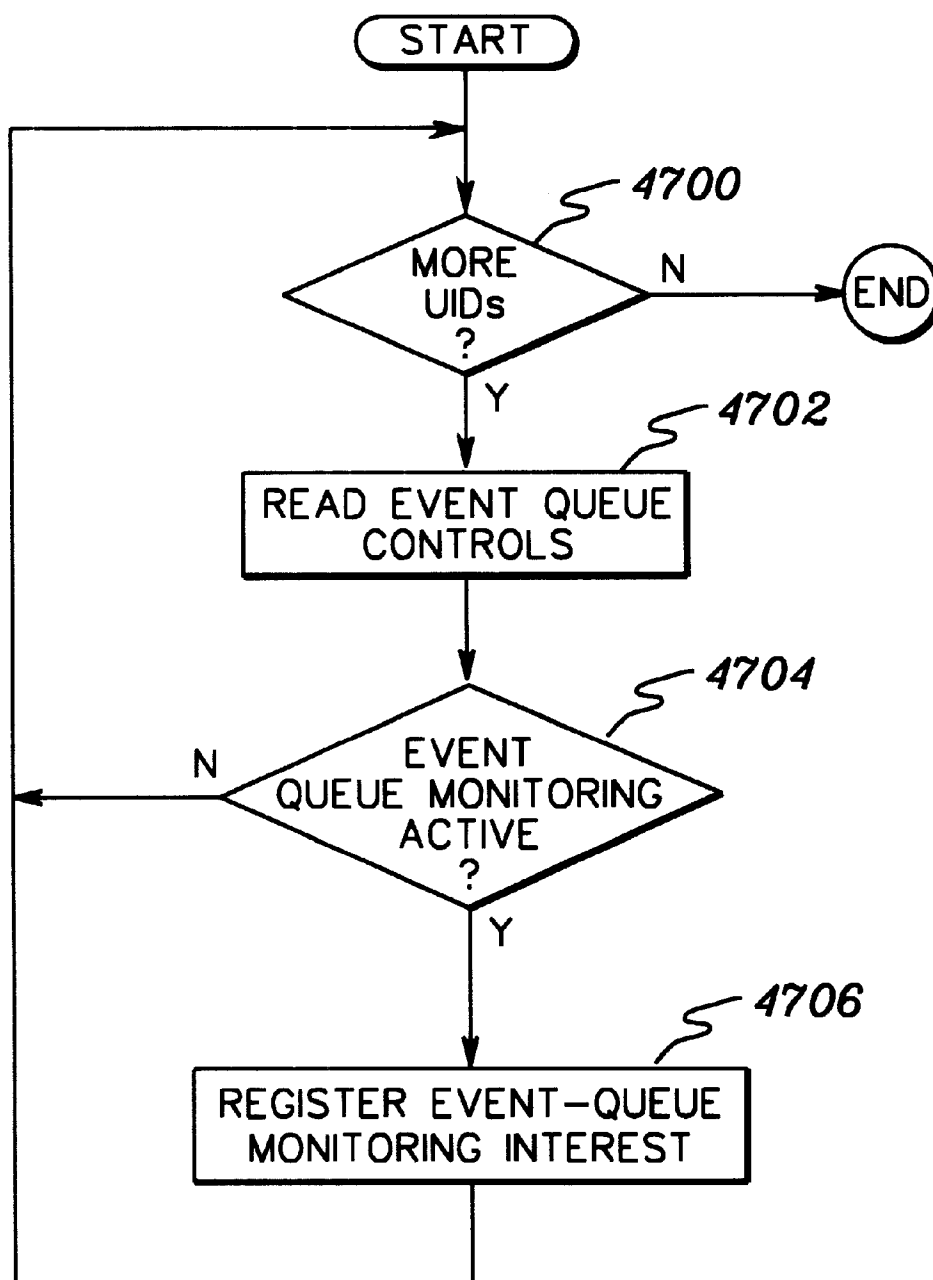 START
4700
MORE
UIDs
?
N
END
Y
4702
READ EVENT QUEUE
CONTROLS
4704
EVENT
QUEUE MONITORING
ACTIVE
?
N
Y
4706
REGISTER EVENT-QUEUE
MONITORING INTEREST